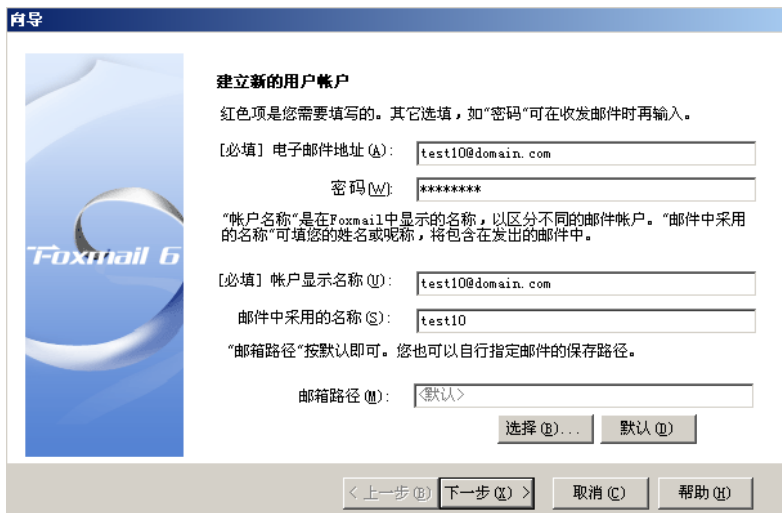 向导
建立新的用户帐户
红色项是您需要填写的。其它选填，如“密码”可在收发邮件时再输入。
[必填] 电子邮件地址(A): test10@domain.com
密码(W): ********
“帐户名称”是在Foxmail中显示的名称，以区分不同的邮件帐户。“邮件中采用
的名称”可填您的姓名或呢称，将包含在发出的邮件中。
Foxmail 6
[必填] 帐户显示名称(U): test10@domain.com
邮件中采用的名称(S): test10
“邮箱路径”按默认即可。您也可以自行指定邮件的保存路径。
邮箱路径(M): <默认>
选择(B)... 默认(D)
< 上一步(B) 下一步(X) > 取消(C) 帮助(H)